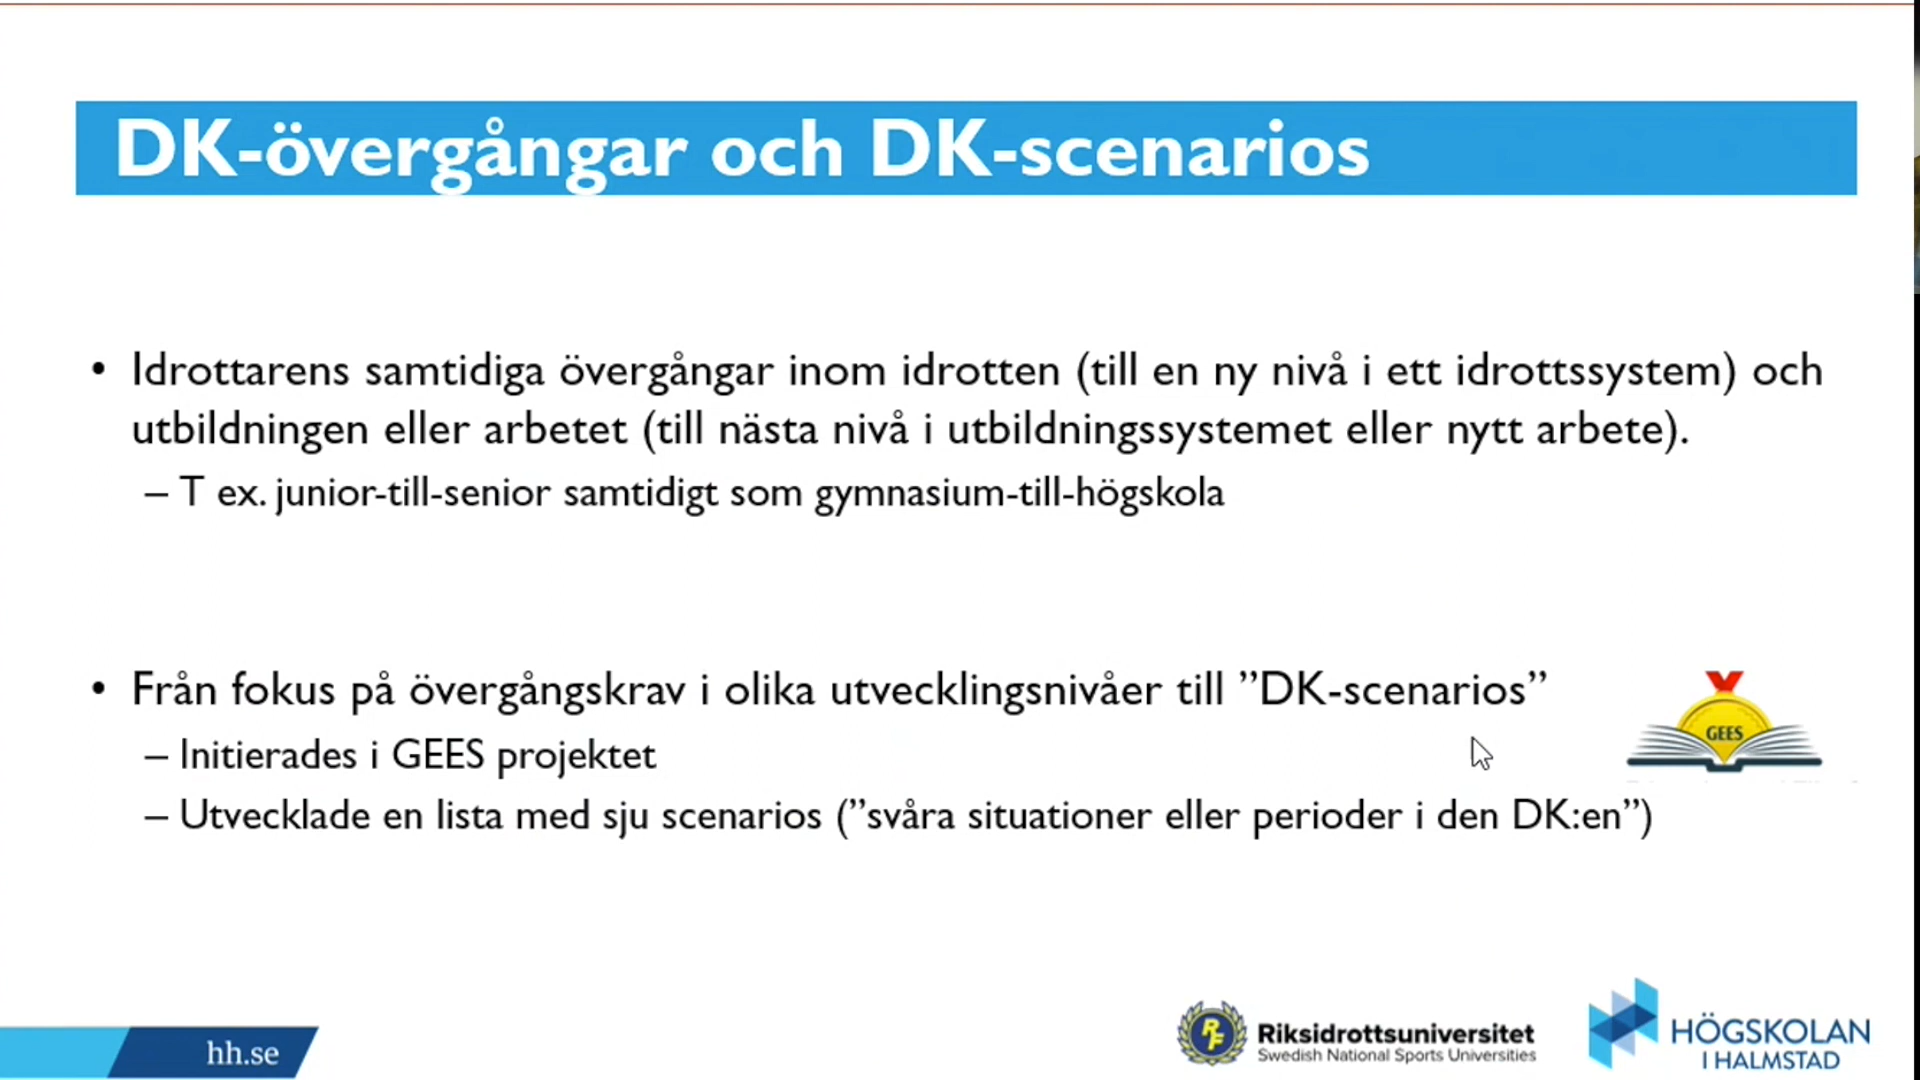 DK-övergångar och DK-scenarios
• Idrottarens samtidiga övergångar inom idrotten (till en ny nivå i ett idrottssystem) och
utbildningen eller arbetet (till nästa nivå i utbildningssystemet eller nytt arbete).
– T ex. junior-till-senior samtidigt som gymnasium-till-högskola
• Från fokus på övergångskrav i olika utvecklingsnivåer till ”DK-scenarios”
GEES
– Initierades i GEES projektet
– Utvecklade en lista med sju scenarios (”svåra situationer eller perioder i den DK:en”)
hh.se
RF
Riksidrottsuniversitet
Swedish National Sports Universities
HÖGSKOLAN
I HALMSTAD